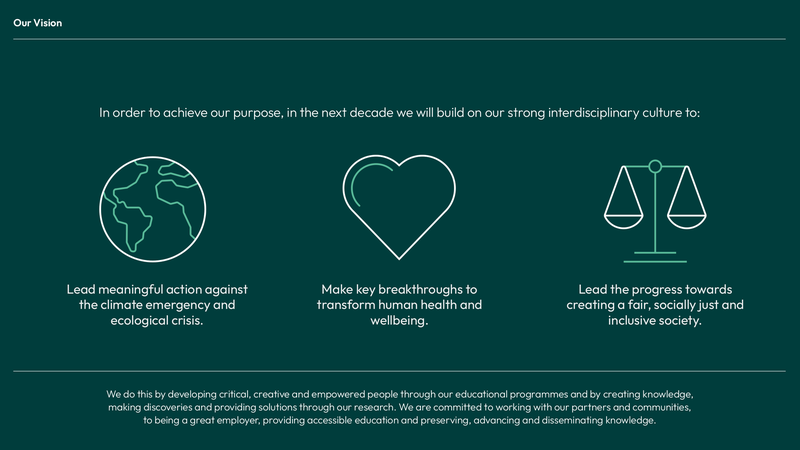 Our Vision
In order to achieve our purpose, in the next decade we will build on our strong interdisciplinary culture to:
Lead meaningful action against
the climate emergency and
ecological crisis.
Make key breakthroughs to
transform human health and
wellbeing.
Lead the progress towards
creating a fair, socially just and
inclusive society.
We do this by developing critical, creative and empowered people through our educational programmes and by creating knowledge,
making discoveries and providing solutions through our research. We are committed to working with our partners and communities,
to being a great employer, providing accessible education and preserving, advancing and disseminating knowledge.